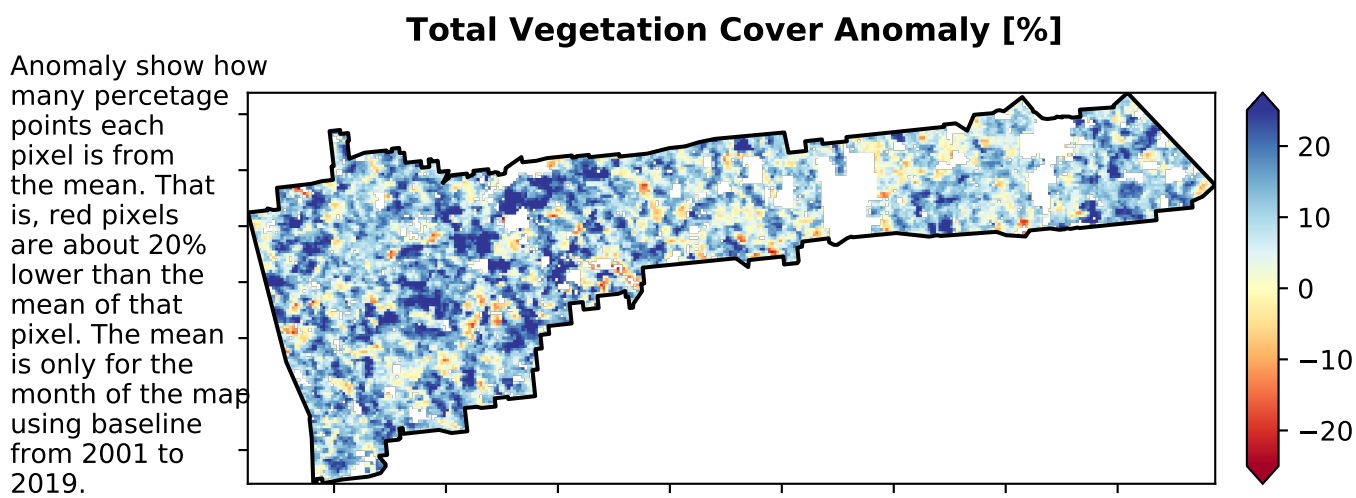 Total Vegetation Cover Anomaly [%]
Anomaly show how
many percetage
points each
pixel is from
the mean. That
is, red pixels
are about 20%
lower than the
mean of that
pixel. The mean
is only for the
month of the map
using baseline
from 2001 to
2019.
20
10
0
−10
−20